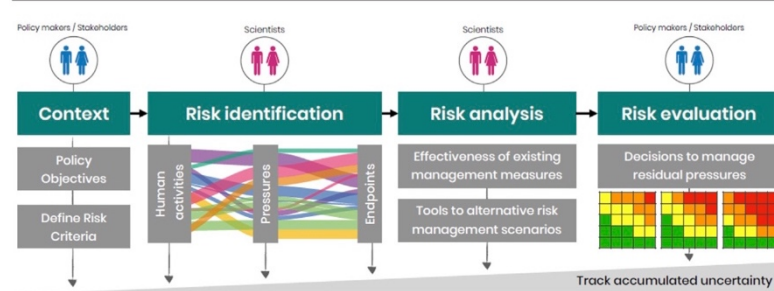 Policy makers / Stakeholders
Scientists
Scientists
Policy makers / Stakeholders
Context
Risk identification
Risk analysis
Risk evaluation
Policy
Objectives
Define Risk
Criteria
Human
activities
Pressures
Endpoints
Effectiveness of existing
management measures
Tools to alternative risk
management scenarios
Decisions to manage
residual pressures
Track accumulated uncertainty